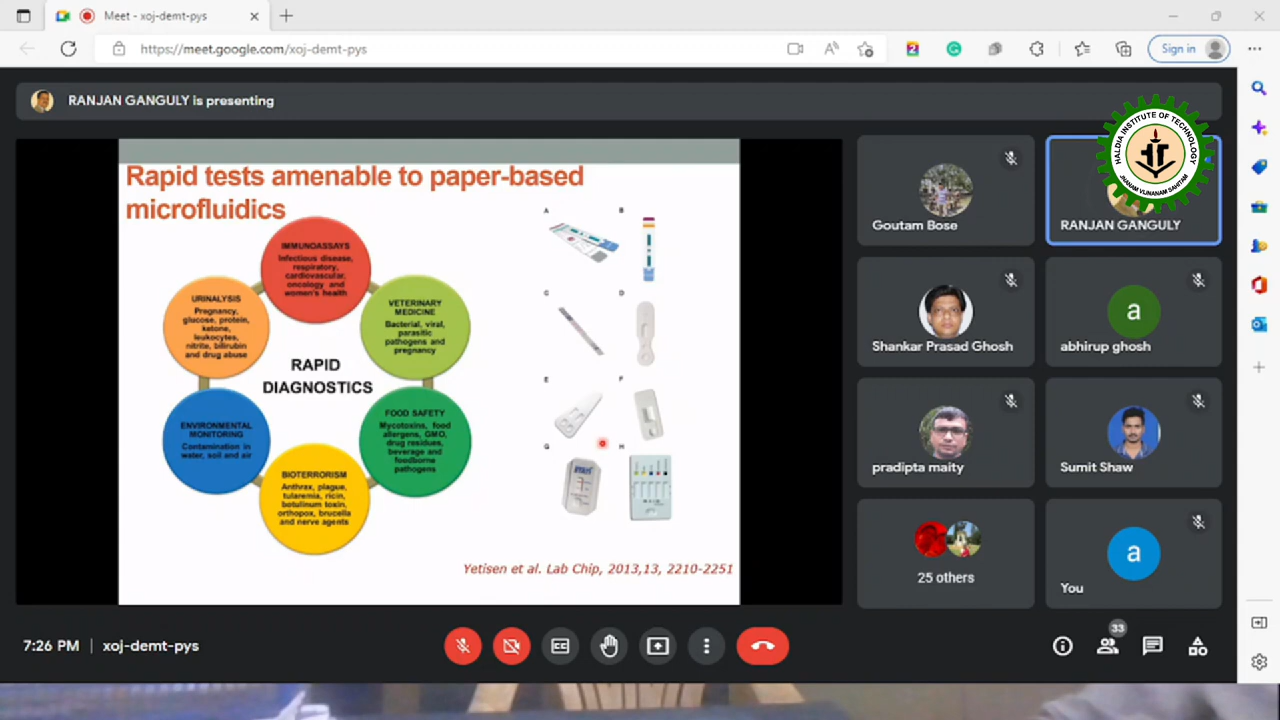 Meet - xoj-demt-pys
https://meet.google.com/xoj-demt-pys
Sign in
RANJAN GANGULY is presenting
Rapid tests amenable to paper-based
microfluidics
IMMUNOASSAYS
Infectious disease,
respiratory,
cardiovascular,
oncology and
women's health
URINALYSIS
Pregnancy,
glucose, protein,
ketone,
leukocytes,
nitrite, bilirubin
and drug abuse
VETERINARY
MEDICINE
Bacterial, viral,
parasitic
pathogens and
pregnancy
RAPID
DIAGNOSTICS
ENVIRONMENTAL
MONITORING
Contamination in
water, soil and air
FOOD SAFETY
Mycotoxins, food
allergens, GMO,
drug residues,
beverage and
foodborne
pathogens
BIOTERRORISM
Anthrax, plague,
tularemia, ricin,
botulinum toxin,
orthopox, brucella
and nerve agents
A
B
C
D
E
F
G
H
Yetisen et al. Lab Chip, 2013,13, 2210-2251
HALDIA INSTITUTE OF TECHNOLOGY
JNANAM VIJNANAM SAHITAM
Goutam Bose
RANJAN GANGULY
Shankar Prasad Ghosh
a
abhirup ghosh
pradipta maity
Sumit Shaw
25 others
a
You
7:26 PM
xoj-demt-pys
CC
33